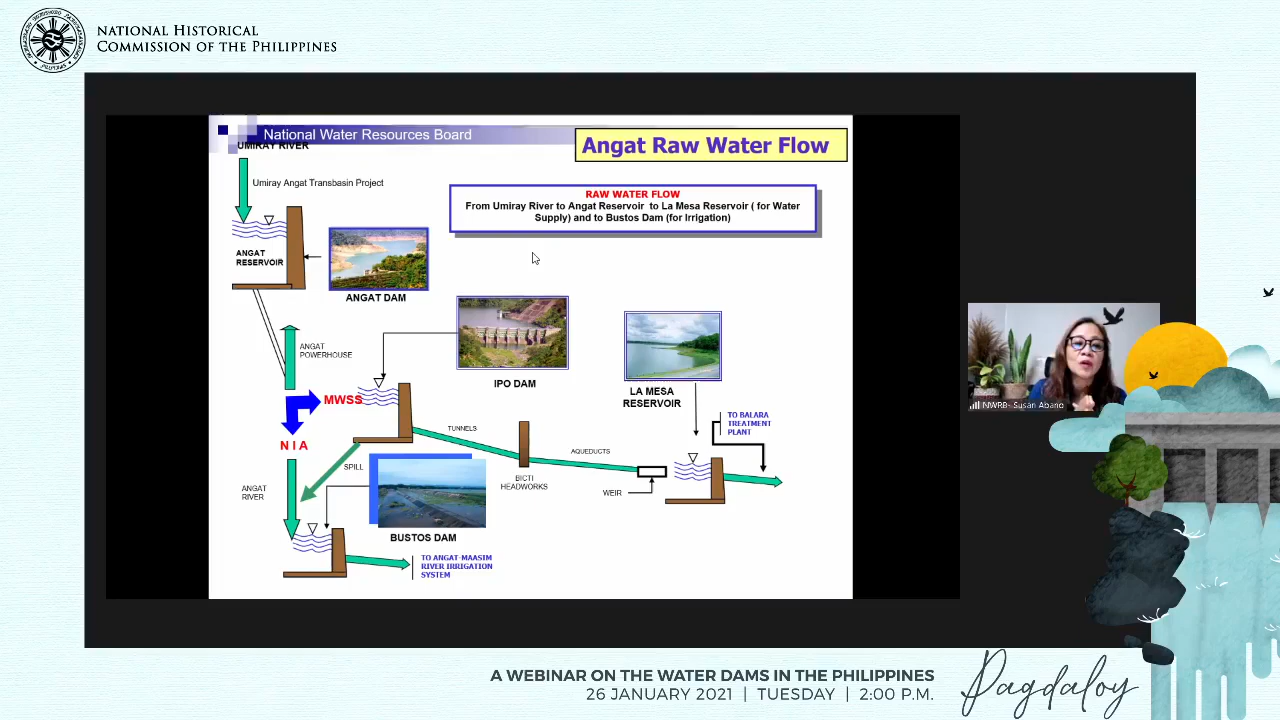 NATIONAL HISTORICAL
COMMISSION OF THE PHILIPPINES
National Water Resources Board
UMIRAY RIVER
Angat Raw Water Flow
Umiray Angat Transbasin Project
RAW WATER FLOW
From Umiray River to Angat Reservoir to La Mesa Reservoir ( for Water
Supply) and to Bustos Dam (for Irrigation)
ANGAT
RESERVOIR
ANGAT DAM
ANGAT
POWERHOUSE
IPO DAM
LA MESA
RESERVOIR
MWSS
NIA
TO BALARA
TREATMENT
PLANT
TUNNELS
AQUEDUCTS
SPILL
BICTI
HEADWORKS
WEIR
ANGAT
RIVER
BUSTOS DAM
TO ANGAT-MAASIM
RIVER IRRIGATION
SYSTEM
NWRB- Susan Abano
A WEBINAR ON THE WATER DAMS IN THE PHILIPPINES
26 JANUARY 2021 | TUESDAY | 2:00 P.M.
Pagdaloy